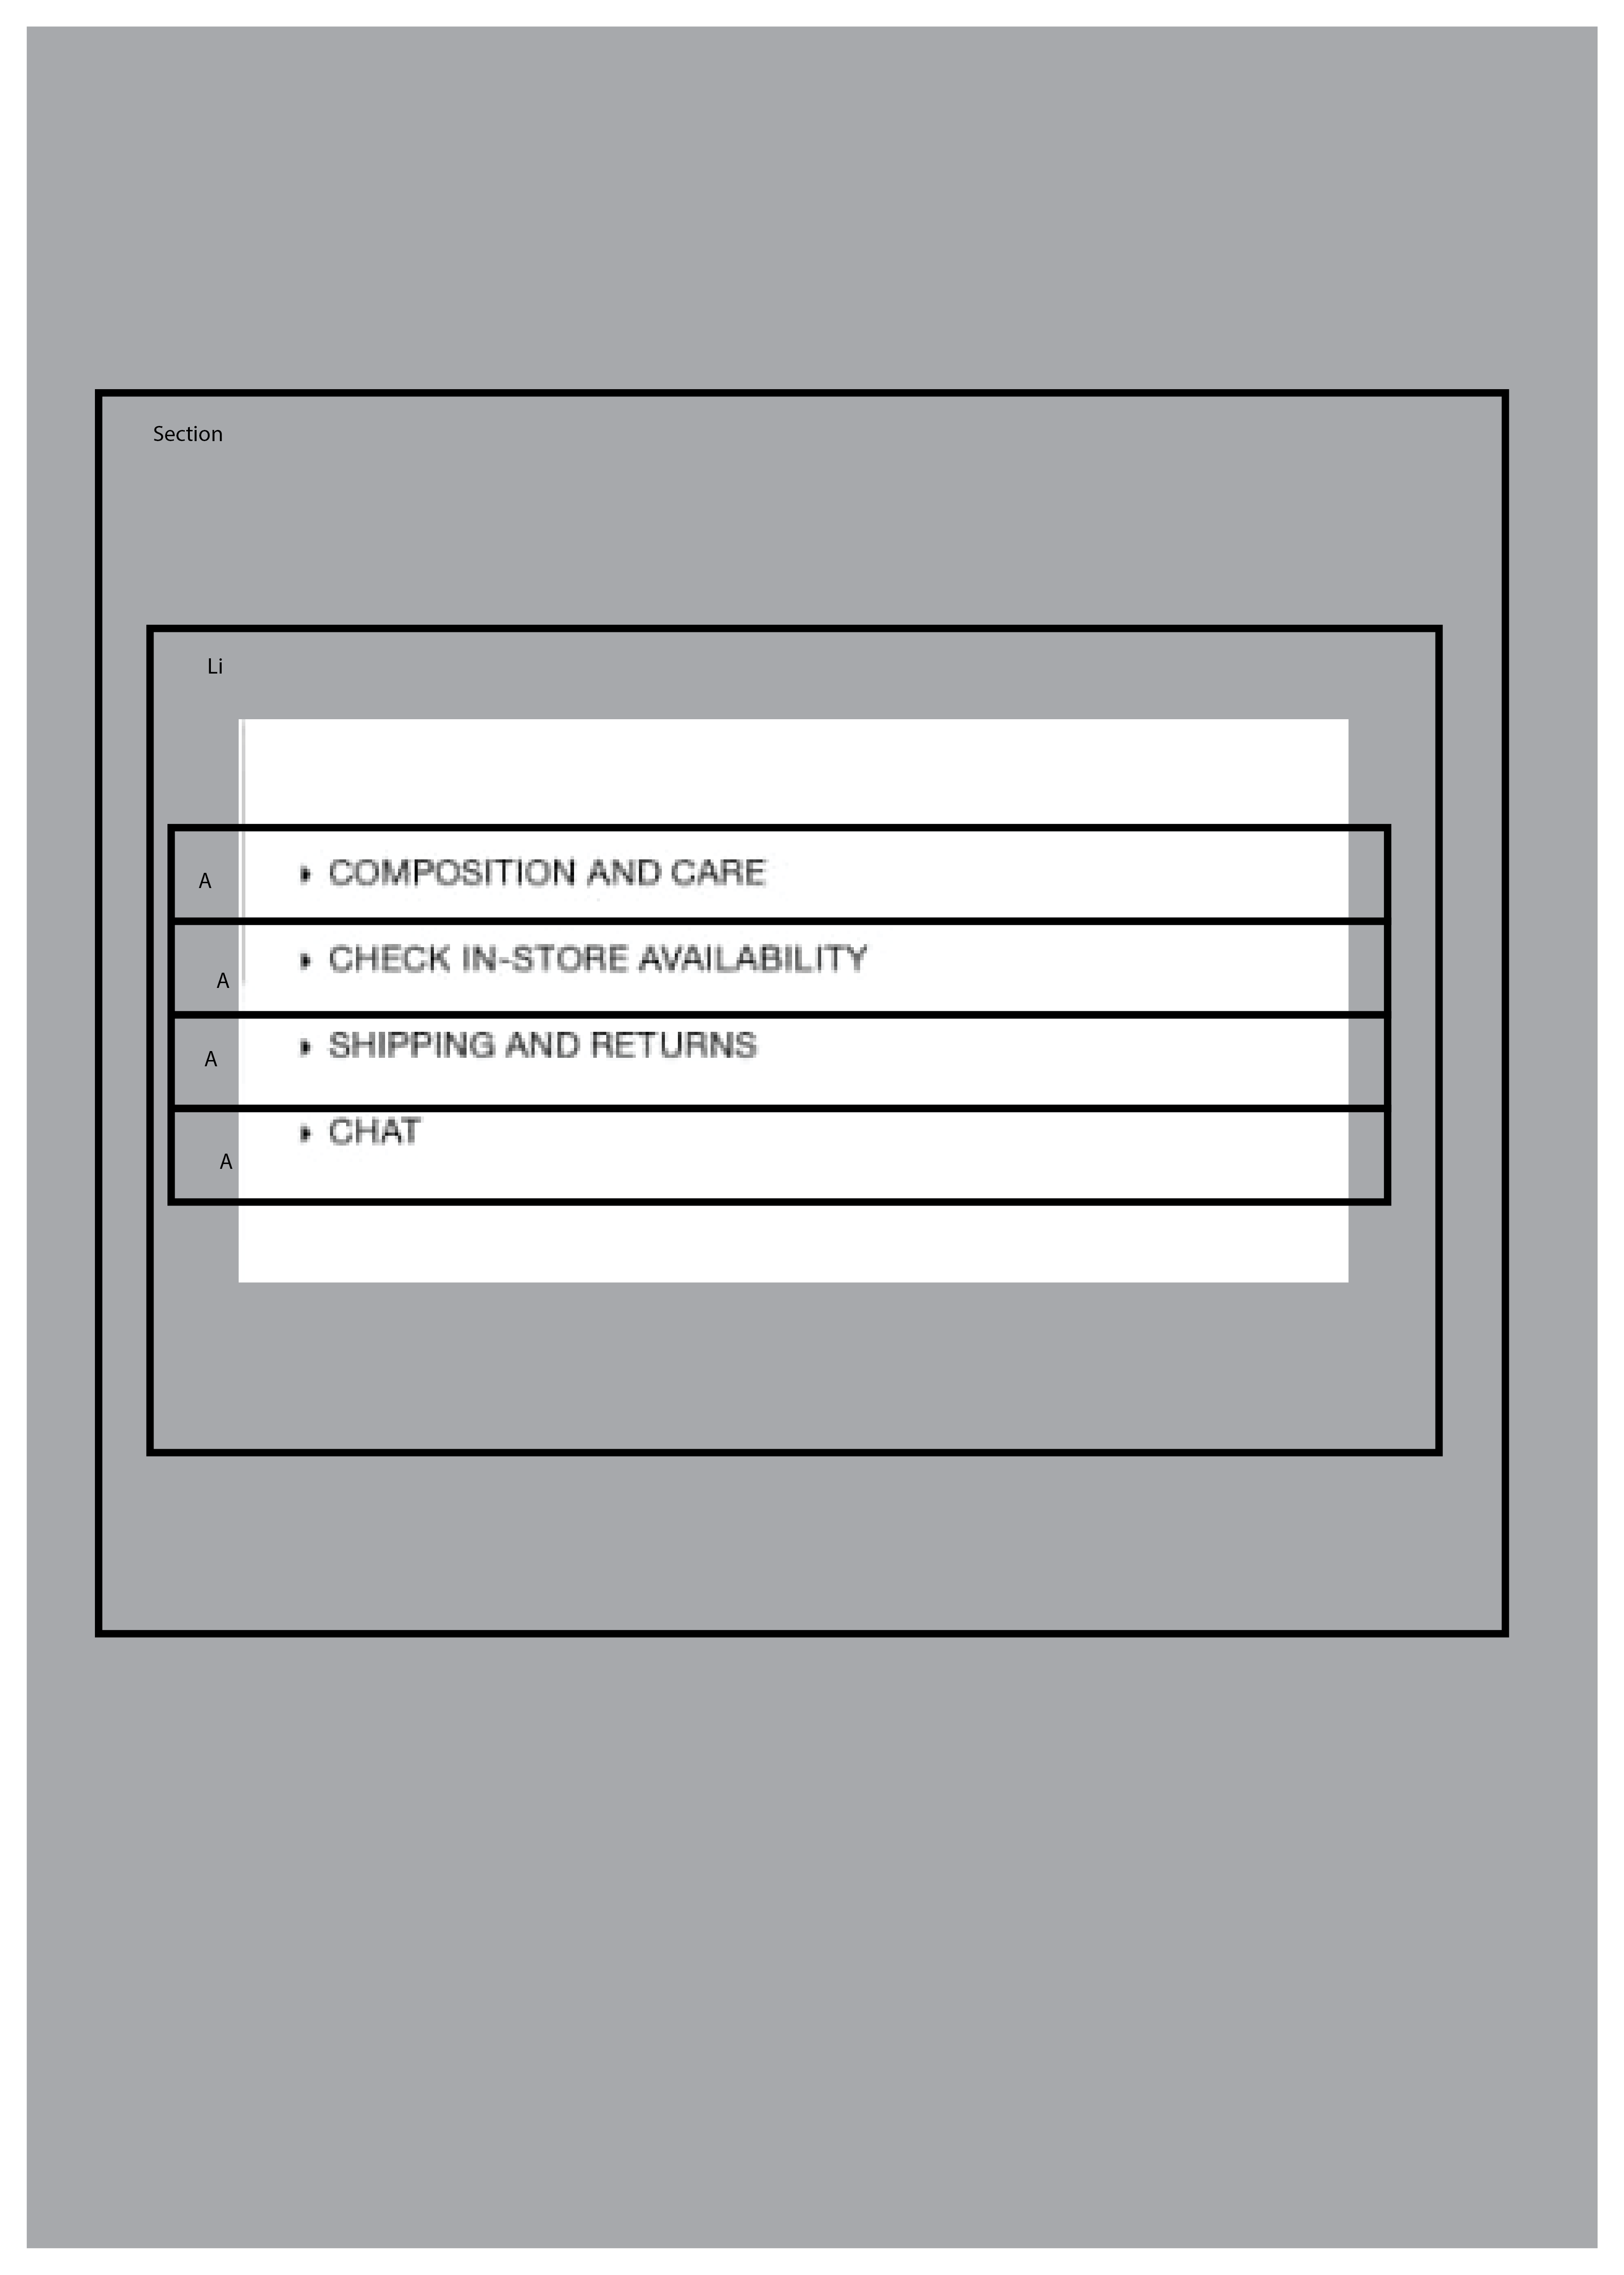 Section
Li
A COMPOSITION AND CARE
A CHECK IN-STORE AVAILABILITY
A SHIPPING AND RETURNS
A CHAT